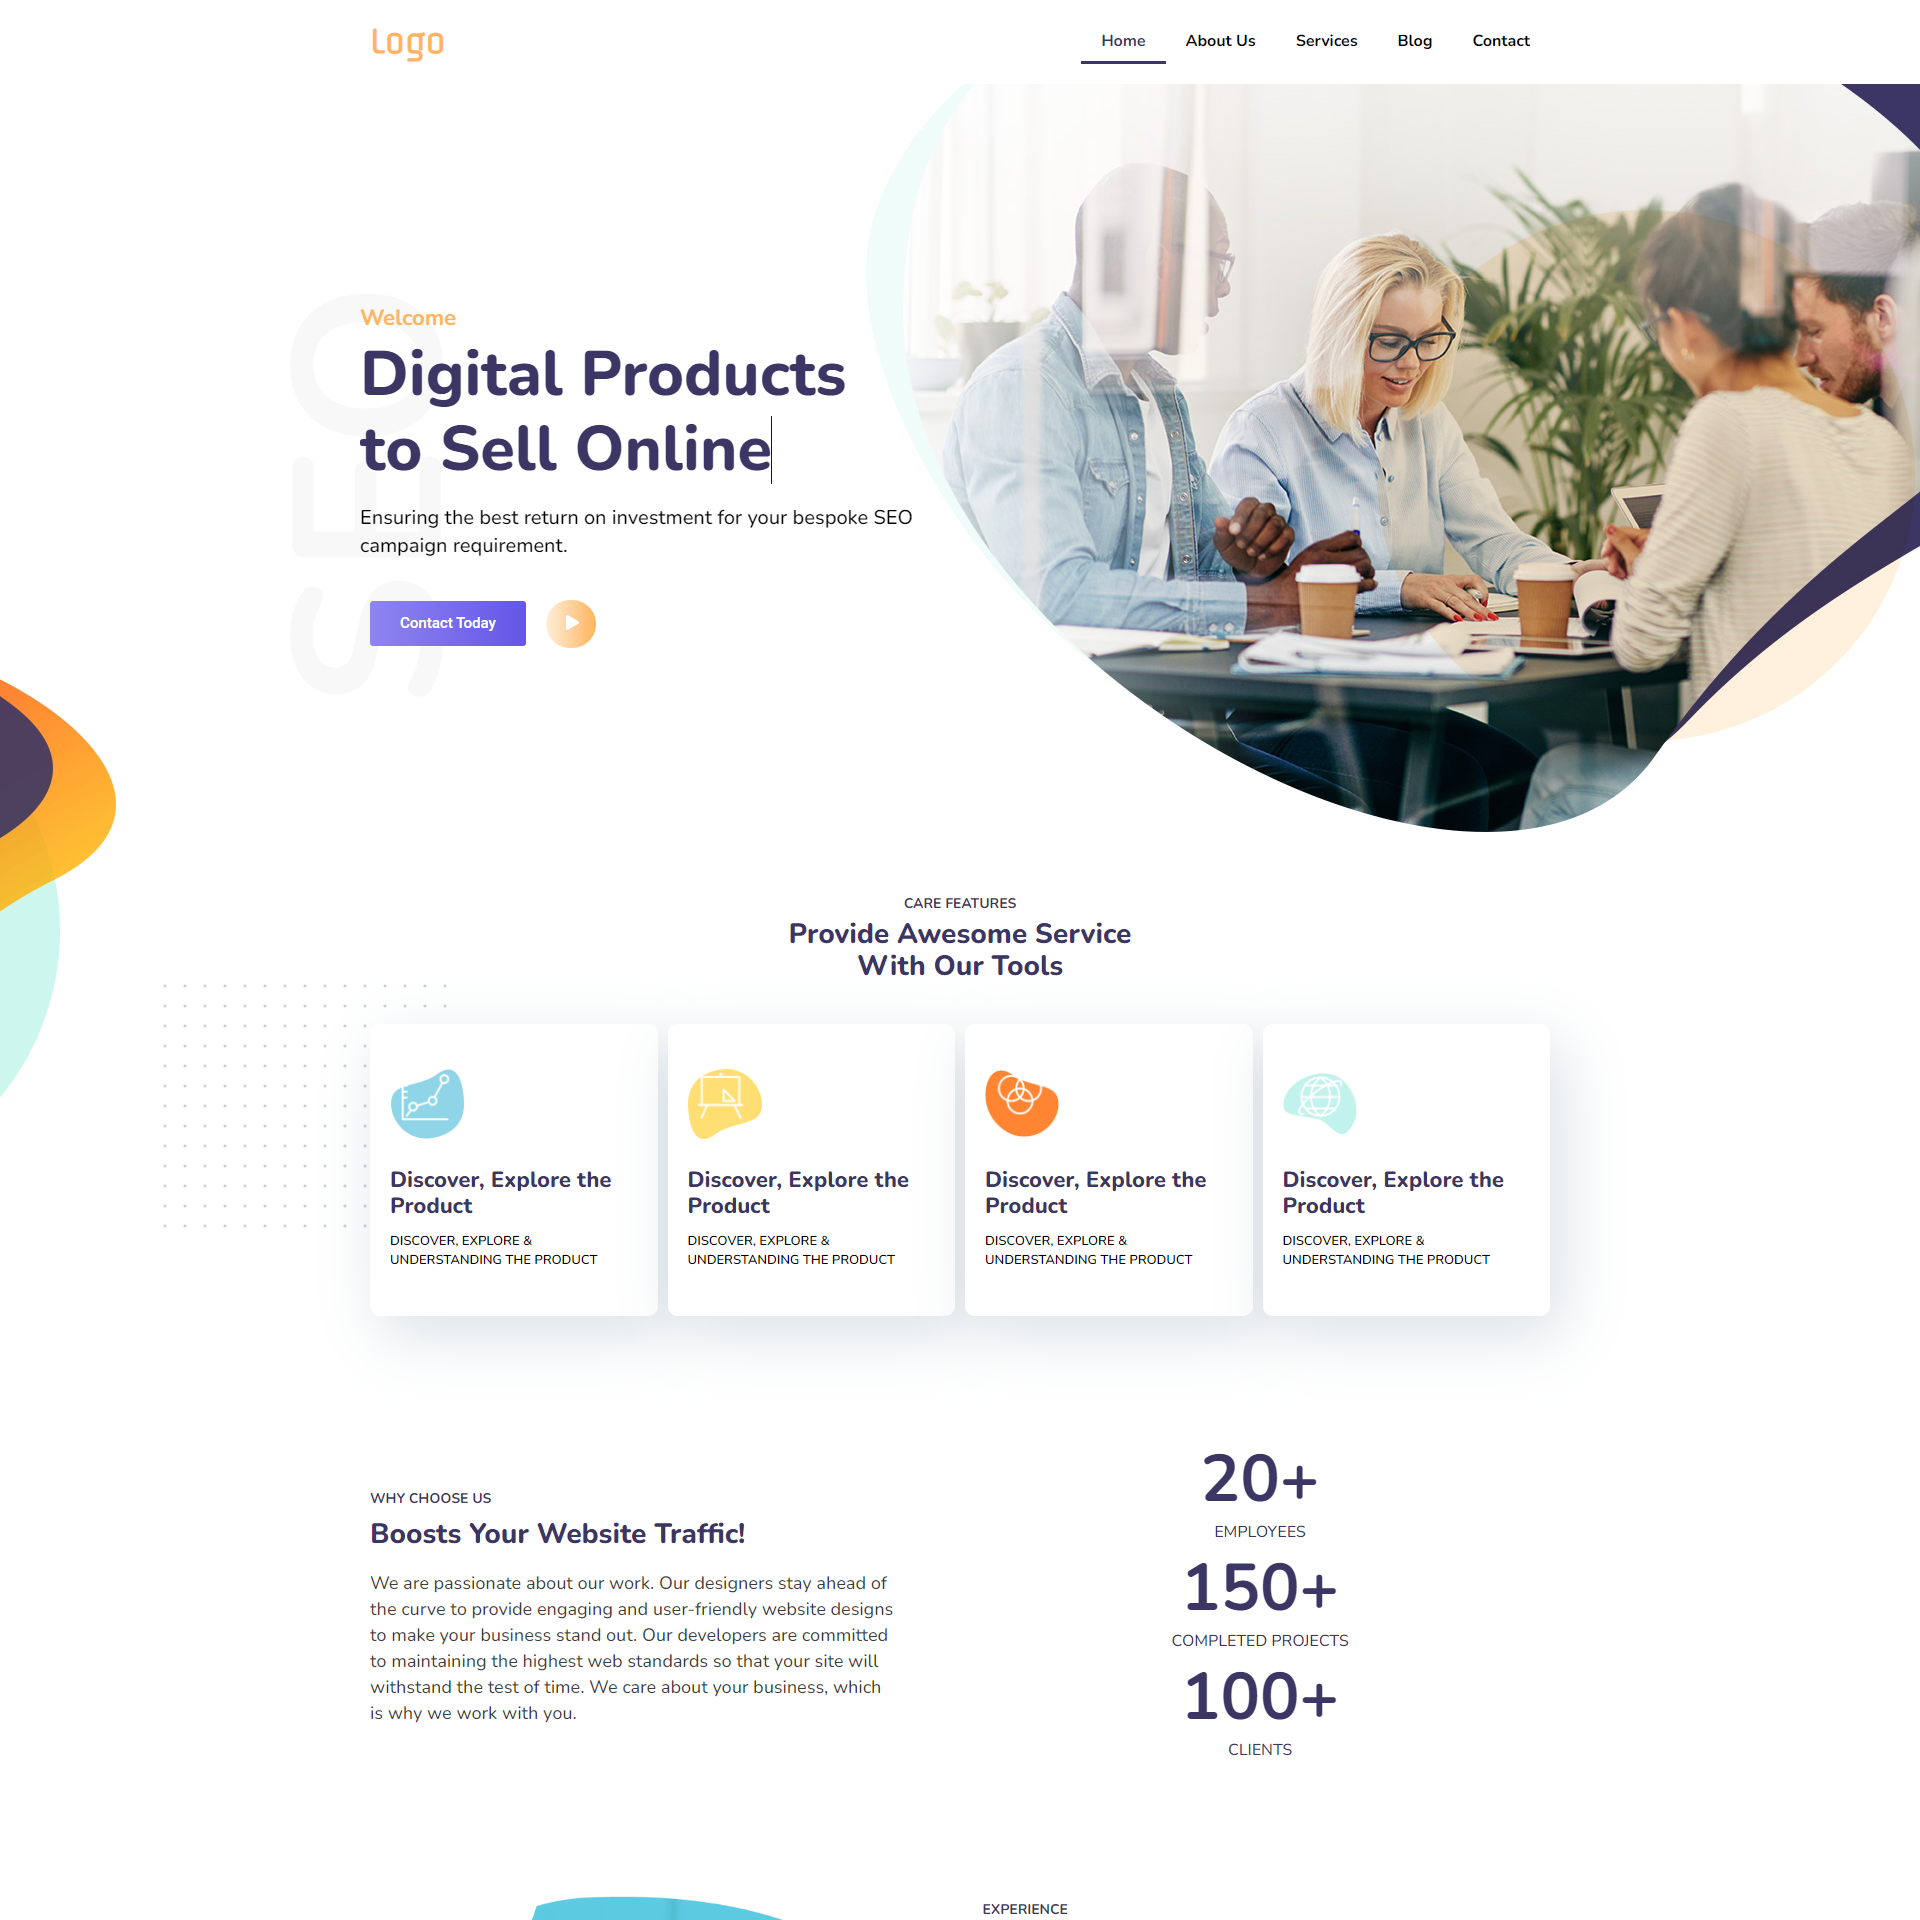 Logo
Home
About Us
Services
Blog
Contact
SEO
Welcome
Digital Products
to Sell Online
Ensuring the best return on investment for your bespoke SEO
campaign requirement.
Contact Today
CARE FEATURES
Provide Awesome Service
With Our Tools
Discover, Explore the
Product
DISCOVER, EXPLORE &
UNDERSTANDING THE PRODUCT
Discover, Explore the
Product
DISCOVER, EXPLORE &
UNDERSTANDING THE PRODUCT
Discover, Explore the
Product
DISCOVER, EXPLORE &
UNDERSTANDING THE PRODUCT
Discover, Explore the
Product
DISCOVER, EXPLORE &
UNDERSTANDING THE PRODUCT
WHY CHOOSE US
Boosts Your Website Traffic!
We are passionate about our work. Our designers stay ahead of
the curve to provide engaging and user-friendly website designs
to make your business stand out. Our developers are committed
to maintaining the highest web standards so that your site will
withstand the test of time. We care about your business, which
is why we work with you.
20+
EMPLOYEES
150+
COMPLETED PROJECTS
100+
CLIENTS
EXPERIENCE